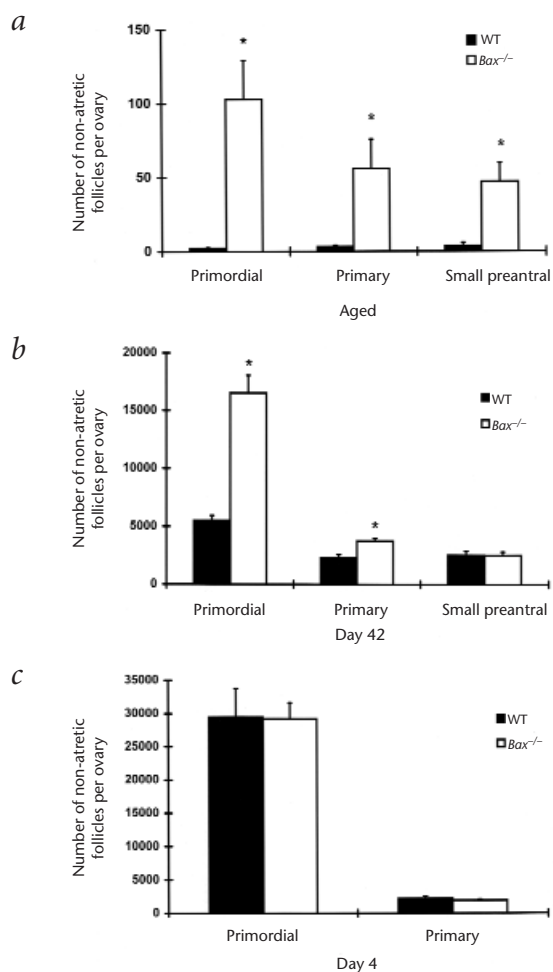 a
Number of non-atretic
follicles per ovary
150
100
50
0
*
*
*
WT
Bax–/–
Primordial
Primary
Small preantral
Aged
b
Number of non-atretic
follicles per ovary
20000
15000
10000
5000
0
*
*
WT
Bax–/–
Primordial
Primary
Small preantral
Day 42
c
Number of non-atretic
follicles per ovary
35000
30000
25000
20000
15000
10000
5000
0
WT
Bax–/–
Primordial
Primary
Day 4